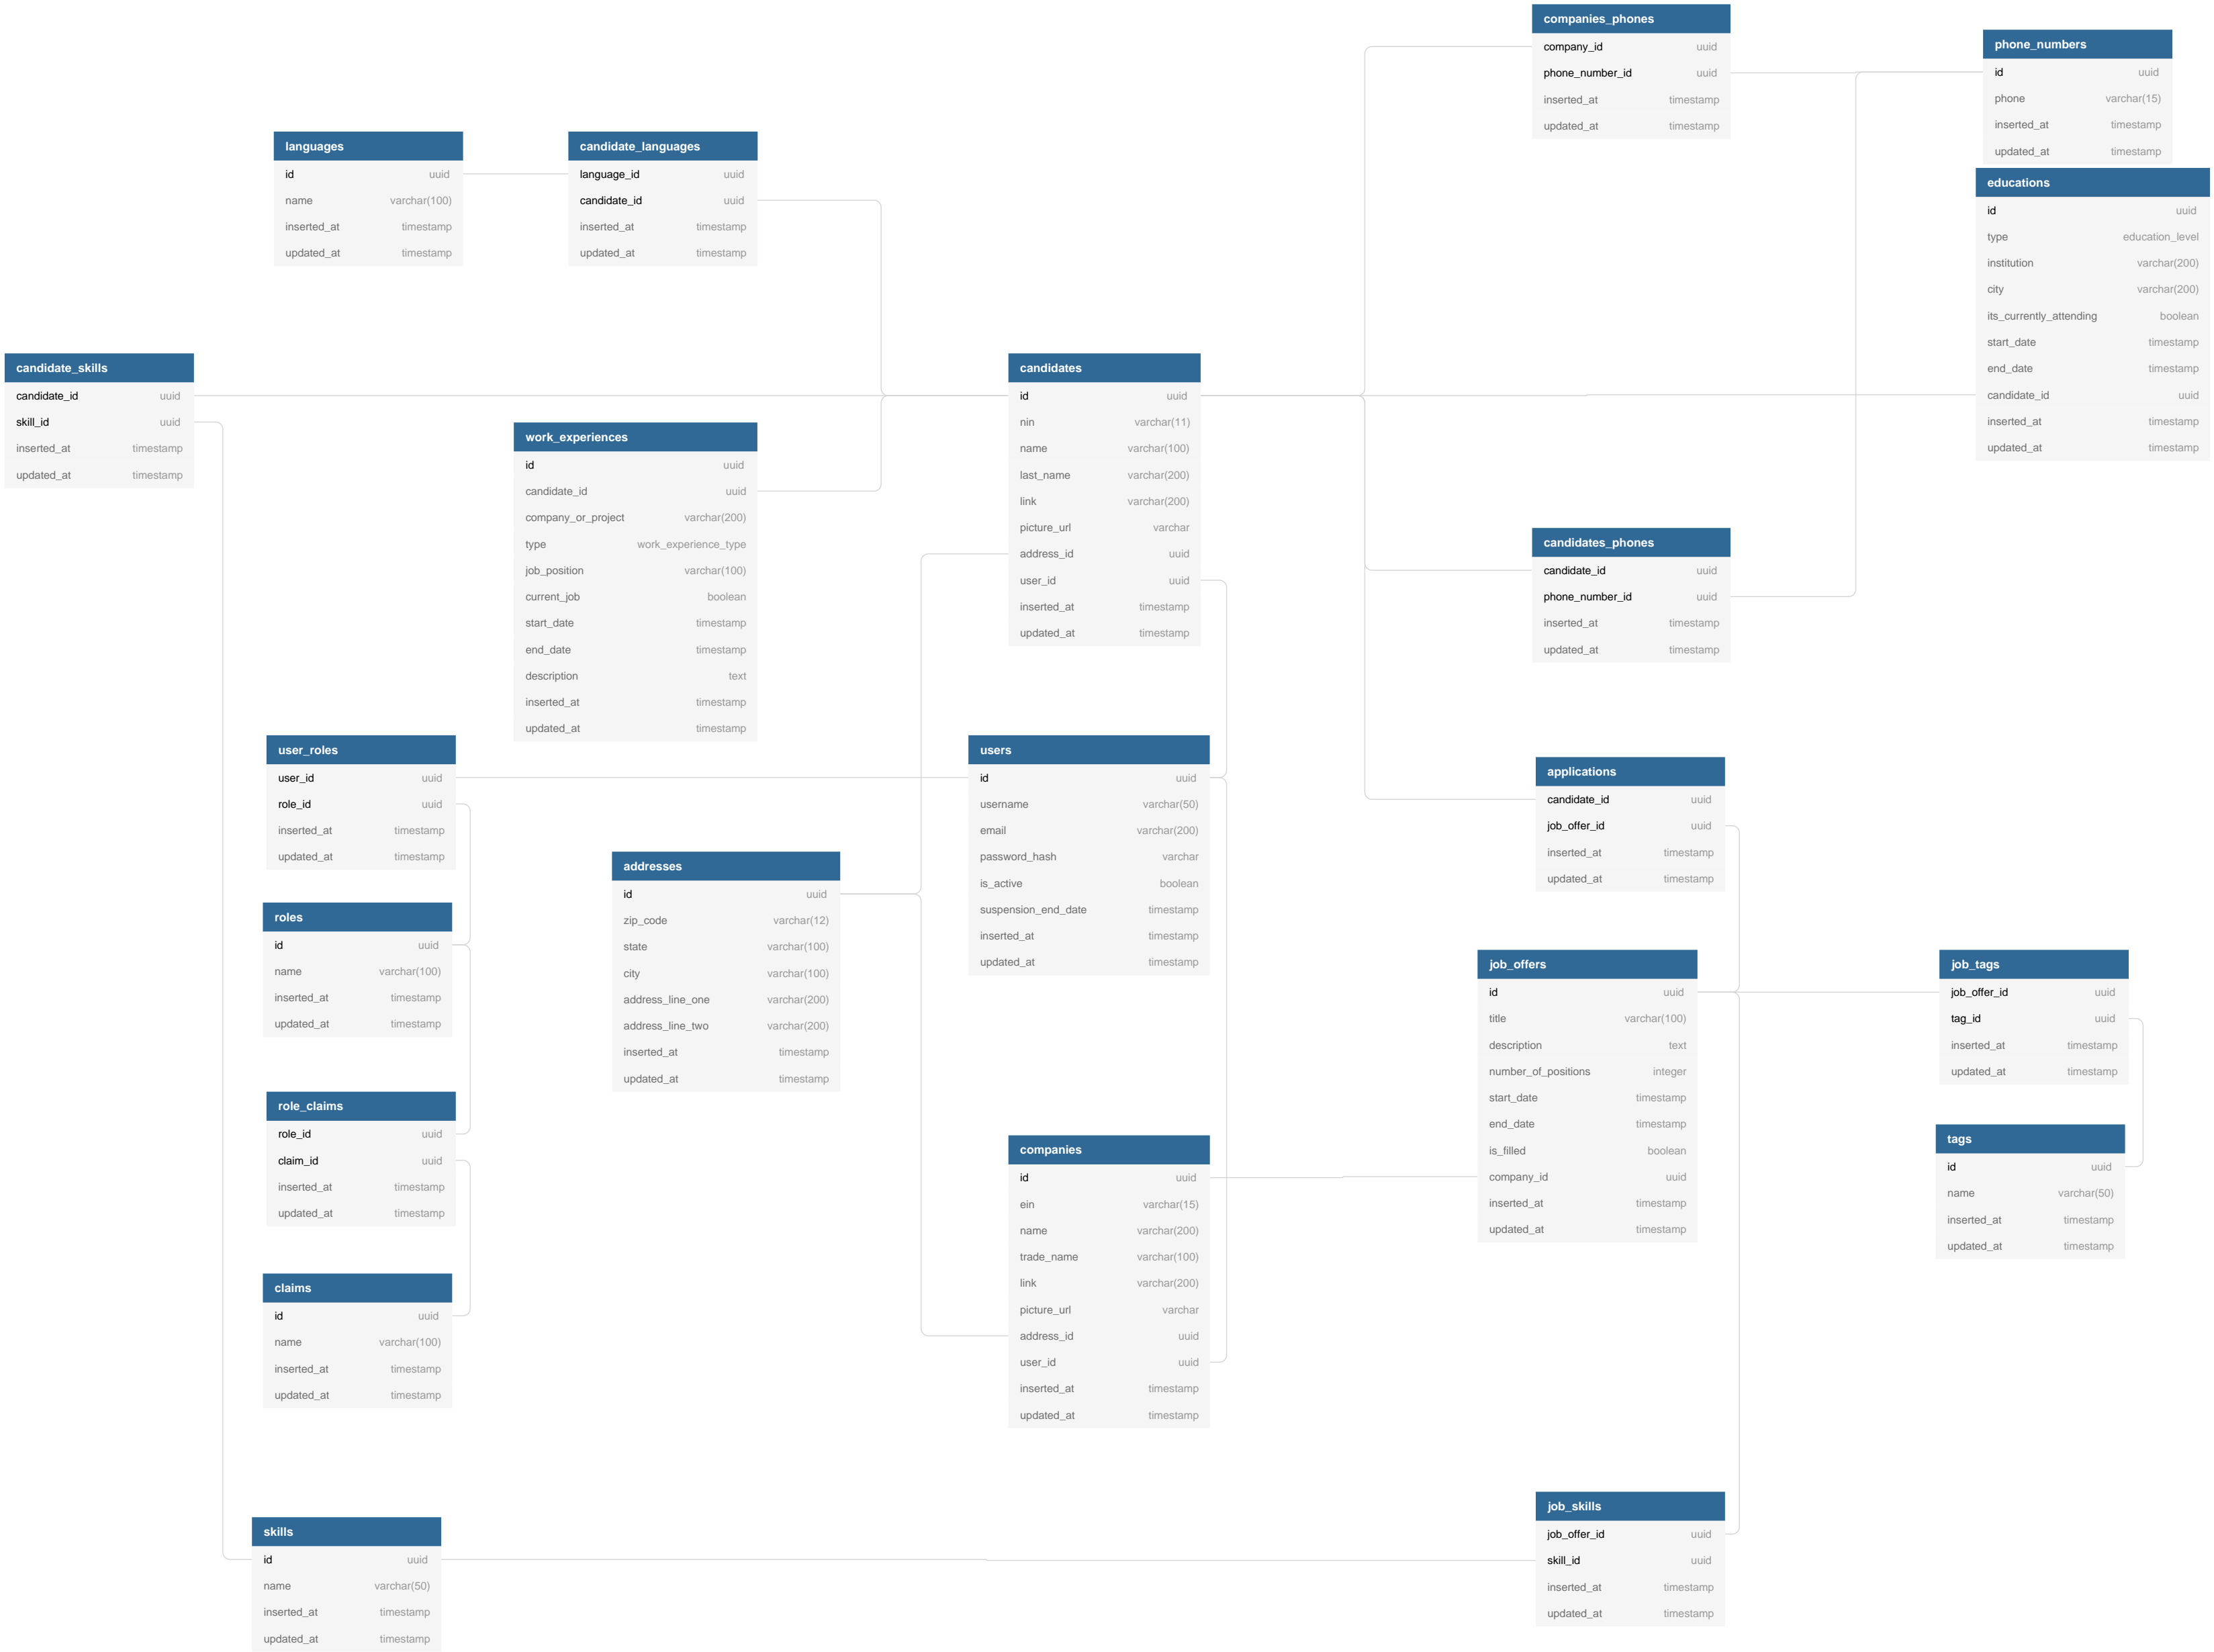 companies_phones
company_id uuid
phone_number_id uuid
inserted_at timestamp
updated_at timestamp
phone_numbers
id uuid
phone varchar(15)
inserted_at timestamp
updated_at timestamp
languages
id uuid
name varchar(100)
inserted_at timestamp
updated_at timestamp
candidate_languages
language_id uuid
candidate_id uuid
inserted_at timestamp
updated_at timestamp
educations
id uuid
type education_level
institution varchar(200)
city varchar(200)
its_currently_attending boolean
start_date timestamp
end_date timestamp
candidate_id uuid
inserted_at timestamp
updated_at timestamp
candidate_skills
candidate_id uuid
skill_id uuid
inserted_at timestamp
updated_at timestamp
work_experiences
id uuid
candidate_id uuid
company_or_project varchar(200)
type work_experience_type
job_position varchar(100)
current_job boolean
start_date timestamp
end_date timestamp
description text
inserted_at timestamp
updated_at timestamp
candidates
id uuid
nin varchar(11)
name varchar(100)
last_name varchar(200)
link varchar(200)
picture_url varchar
address_id uuid
user_id uuid
inserted_at timestamp
updated_at timestamp
candidates_phones
candidate_id uuid
phone_number_id uuid
inserted_at timestamp
updated_at timestamp
user_roles
user_id uuid
role_id uuid
inserted_at timestamp
updated_at timestamp
users
id uuid
username varchar(50)
email varchar(200)
password_hash varchar
is_active boolean
suspension_end_date timestamp
inserted_at timestamp
updated_at timestamp
applications
candidate_id uuid
job_offer_id uuid
inserted_at timestamp
updated_at timestamp
addresses
id uuid
zip_code varchar(12)
state varchar(100)
city varchar(100)
address_line_one varchar(200)
address_line_two varchar(200)
inserted_at timestamp
updated_at timestamp
roles
id uuid
name varchar(100)
inserted_at timestamp
updated_at timestamp
job_offers
id uuid
title varchar(100)
description text
number_of_positions integer
start_date timestamp
end_date timestamp
is_filled boolean
company_id uuid
inserted_at timestamp
updated_at timestamp
job_tags
job_offer_id uuid
tag_id uuid
inserted_at timestamp
updated_at timestamp
role_claims
role_id uuid
claim_id uuid
inserted_at timestamp
updated_at timestamp
companies
id uuid
ein varchar(15)
name varchar(200)
trade_name varchar(100)
link varchar(200)
picture_url varchar
address_id uuid
user_id uuid
inserted_at timestamp
updated_at timestamp
tags
id uuid
name varchar(50)
inserted_at timestamp
updated_at timestamp
claims
id uuid
name varchar(100)
inserted_at timestamp
updated_at timestamp
skills
id uuid
name varchar(50)
inserted_at timestamp
updated_at timestamp
job_skills
job_offer_id uuid
skill_id uuid
inserted_at timestamp
updated_at timestamp